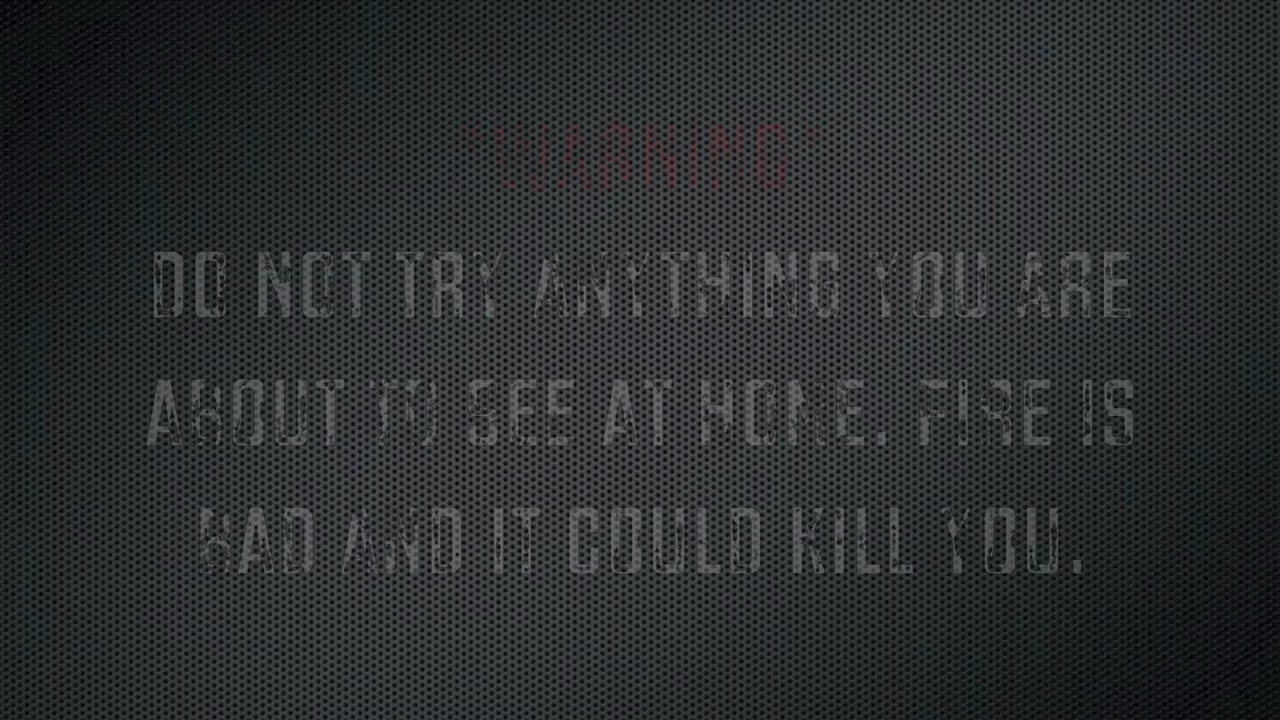 *WARNING*
DO NOT TRY ANYTHING YOU ARE
ABOUT TO SEE AT HOME. FIRE IS
BAD AND IT COULD KILL YOU.